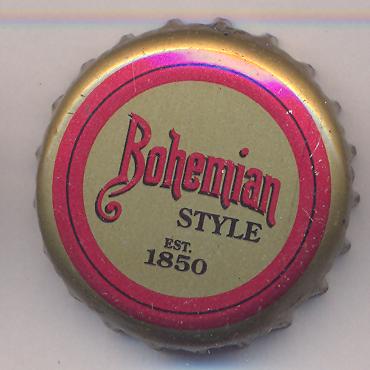 Bohemian
STYLE
EST.
1850